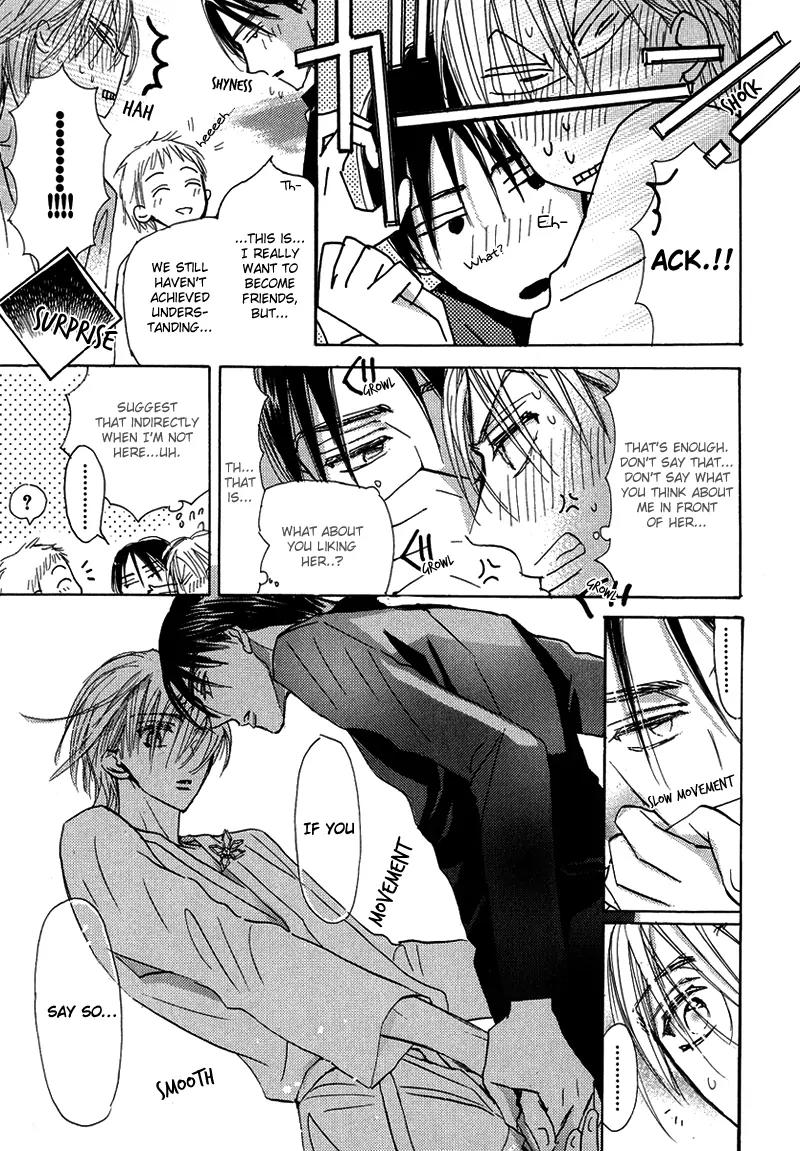 SHOCK
Eh-
What?
ACK.!!
SHYNESS
heeeeh
Th-
...THIS IS...
I REALLY
WANT TO
BECOME
FRIENDS,
BUT...
WE STILL
HAVEN'T
ACHIEVED
UNDERS-
TANDING...
HAH
.........!!!!
SURPRISE
THAT'S ENOUGH.
DON'T SAY THAT...
DON'T SAY WHAT
YOU THINK ABOUT
ME IN FRONT
OF HER...
GROWL
TH...
THAT
IS...
WHAT ABOUT
YOU LIKING
HER..?
GROWL
GROWL
SUGGEST
THAT INDIRECTLY
WHEN I'M NOT
HERE...UH.
.........
?
.........
SLOW MOVEMENT
.........
IF YOU
MOVEMENT
SAY SO...
SMOOTH